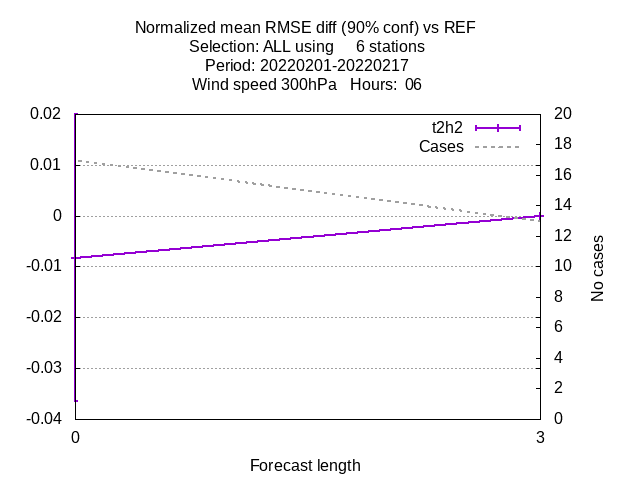 Normalized mean RMSE diff (90% conf) vs REF
Selection: ALL using     6 stations
Period: 20220201-20220217
Wind speed 300hPa   Hours:  06
t2h2
Cases
0.02
0.01
0
-0.01
-0.02
-0.03
-0.04
20
18
16
14
12
10
8
6
4
2
0
No cases
0
3
Forecast length